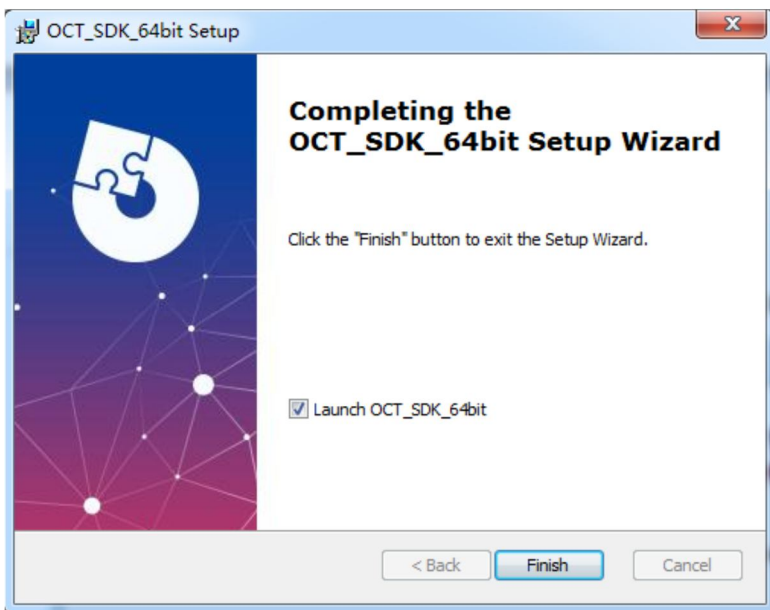 OCT_SDK_64bit Setup
Completing the
OCT_SDK_64bit Setup Wizard
Click the "Finish" button to exit the Setup Wizard.
Launch OCT_SDK_64bit
< Back
Finish
Cancel